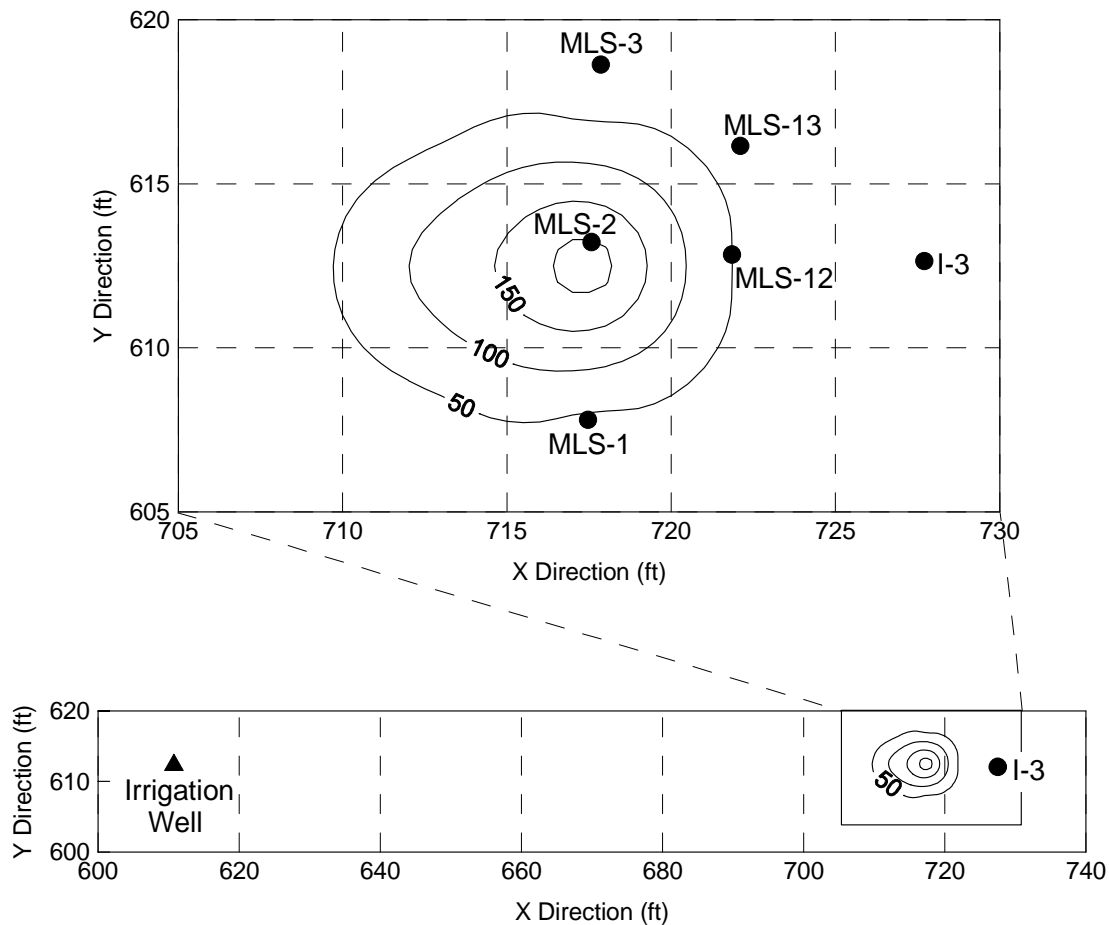 620
MLS-3
MLS-13
615
MLS-2
I-3
MLS-12
150
Y Direction (ft)
610
100
50
MLS-1
605
705 710 715 720 725 730
X Direction (ft)
620
I-3
610
50
Irrigation
Well
Y Direction (ft)
600
600 620 640 660 680 700 720 740
X Direction (ft)